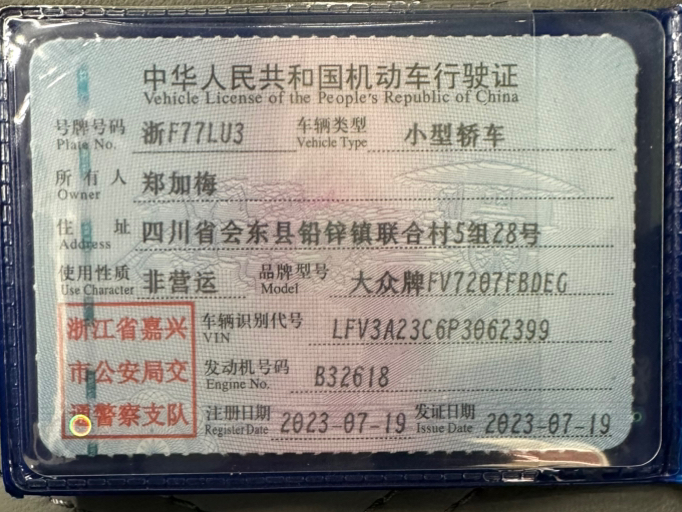 中华人民共和国机动车行驶证
Vehicle License of the People's Republic of China
号牌号码 浙F77LU3 车辆类型 小型轿车
Plate No. Vehicle Type
所有人 郑加梅
Owner
住址 四川省会东县铅锌镇联合村5组28号
Address
使用性质 非营运 品牌型号 大众牌FV7207FBDEG
Use Character Model
浙江省嘉兴 车辆识别代号 LFV3A23C6P3062399
VIN
市公安局交 发动机号码 B32618
Engine No.
通警察支队 注册日期 2023-07-19 发证日期 2023-07-19
Register Date Issue Date